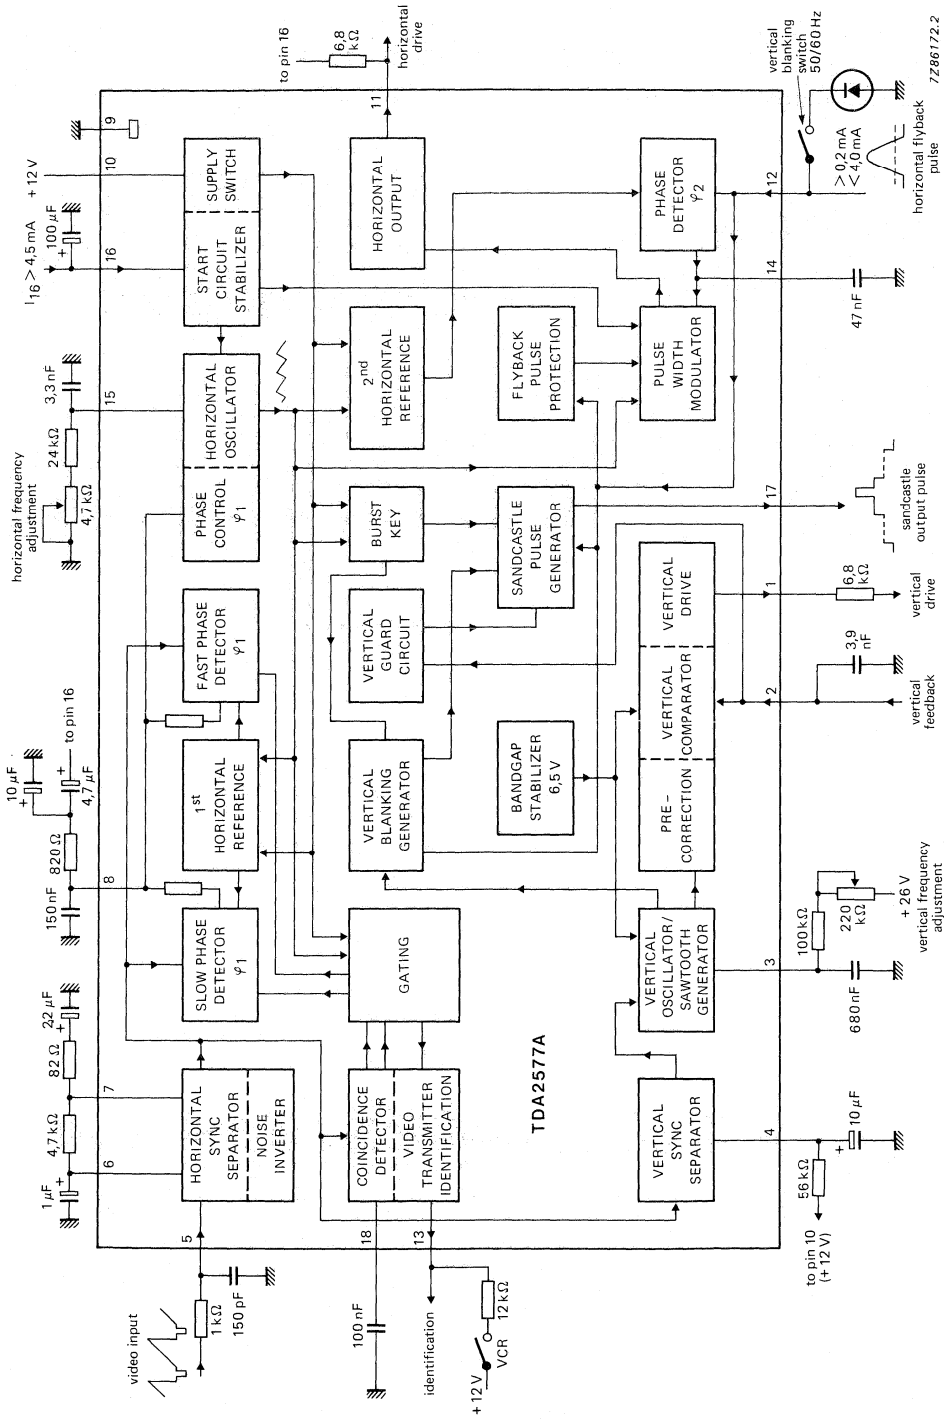 video input
1 kΩ
150 pF
5
1 µF
+
6
4,7 kΩ
7
82 Ω
22 µF
+
150 nF
8
820 Ω
10 µF
+
4,7 µF
+
to pin 16
horizontal frequency
adjustment
4,7 kΩ
24 kΩ
3,3 nF
15
I16 > 4,5 mA
+
100 µF
16
+ 12 V
10
9
HORIZONTAL
SYNC
SEPARATOR
NOISE
INVERTER
SLOW PHASE
DETECTOR
φ1
1st
HORIZONTAL
REFERENCE
FAST PHASE
DETECTOR
φ1
PHASE
CONTROL
φ1
HORIZONTAL
OSCILLATOR
START
CIRCUIT
STABILIZER
SUPPLY
SWITCH
to pin 16
6,8
kΩ
11
horizontal
drive
COINCIDENCE
DETECTOR
VIDEO
TRANSMITTER
IDENTIFICATION
GATING
VERTICAL
BLANKING
GENERATOR
VERTICAL
GUARD
CIRCUIT
BURST
KEY
2nd
HORIZONTAL
REFERENCE
HORIZONTAL
OUTPUT
18
100 nF
13
identification
+ 12 V
VCR
12 kΩ
TDA2577A
BANDGAP
STABILIZER
6,5 V
SANDCASTLE
PULSE
GENERATOR
FLYBACK
PULSE
PROTECTION
VERTICAL
SYNC
SEPARATOR
VERTICAL
OSCILLATOR/
SAWTOOTH
GENERATOR
PRE-
CORRECTION
VERTICAL
COMPARATOR
VERTICAL
DRIVE
PULSE
WIDTH
MODULATOR
PHASE
DETECTOR
φ2
4
56 kΩ
to pin 10
(+ 12 V)
+
10 µF
3
680 nF
100 kΩ
220
kΩ
+ 26 V
vertical frequency
adjustment
2
3,9
nF
vertical
feedback
1
6,8
kΩ
vertical
drive
17
sandcastle
output pulse
14
47 nF
12
> 0,2 mA
< 4,0 mA
horizontal flyback
pulse
vertical
blanking
switch
50/60 Hz
7Z86172.2